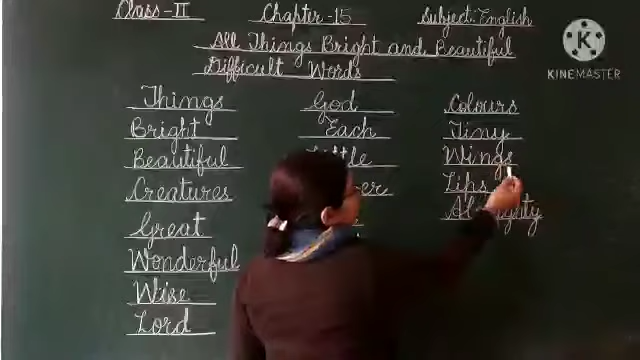 Class - II Chapter - 15 Subject: English
All Things Bright and Beautiful
Difficult Words
Things God Colours
Bright Each Tiny
Beautiful Wings
Creatures Lips
Great
Wonderful
Wise
Lord
KINEMASTER